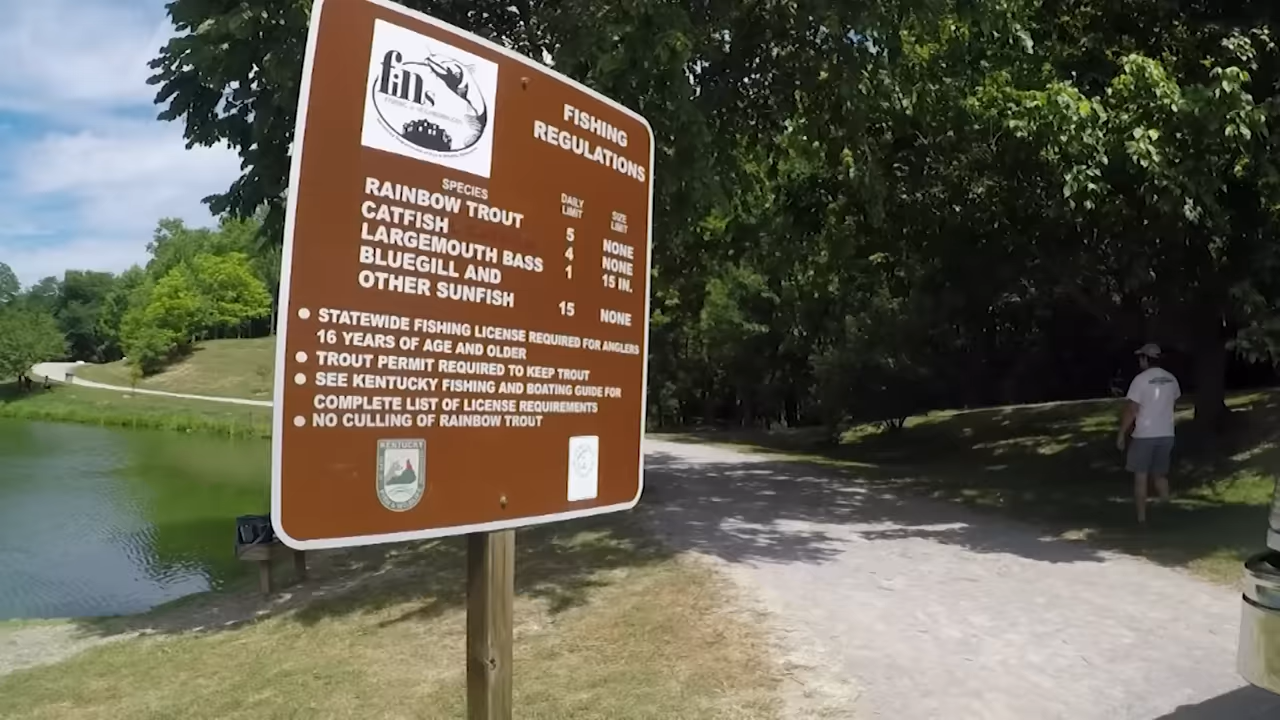 fins
FISHING
REGULATIONS
SPECIES
DAILY
LIMIT
SIZE
LIMIT
RAINBOW TROUT 5 NONE
CATFISH 4 NONE
LARGEMOUTH BASS 1 15 IN.
BLUEGILL AND
OTHER SUNFISH 15 NONE
STATEWIDE FISHING LICENSE REQUIRED FOR ANGLERS
16 YEARS OF AGE AND OLDER
TROUT PERMIT REQUIRED TO KEEP TROUT
SEE KENTUCKY FISHING AND BOATING GUIDE FOR
COMPLETE LIST OF LICENSE REQUIREMENTS
NO CULLING OF RAINBOW TROUT
KENTUCKY